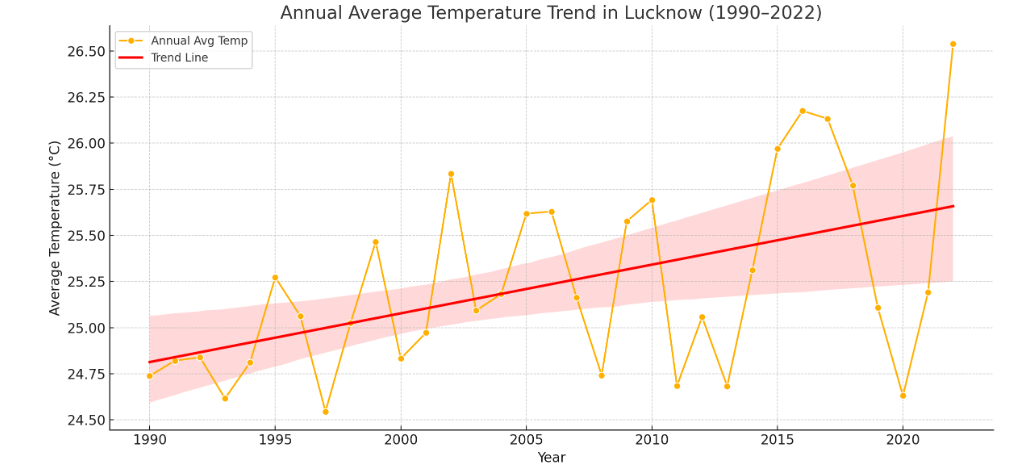 Annual Average Temperature Trend in Lucknow (1990–2022)
Annual Avg Temp
Trend Line
Average Temperature (°C)
26.50
26.25
26.00
25.75
25.50
25.25
25.00
24.75
24.50
1990 1995 2000 2005 2010 2015 2020
Year